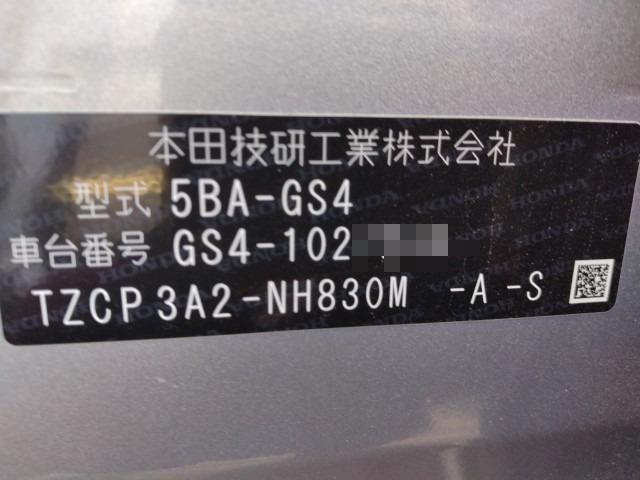 本田技研工業株式会社
型式 5BA-GS4
車台番号 GS4-102
TZCP3A2-NH830M -A -S